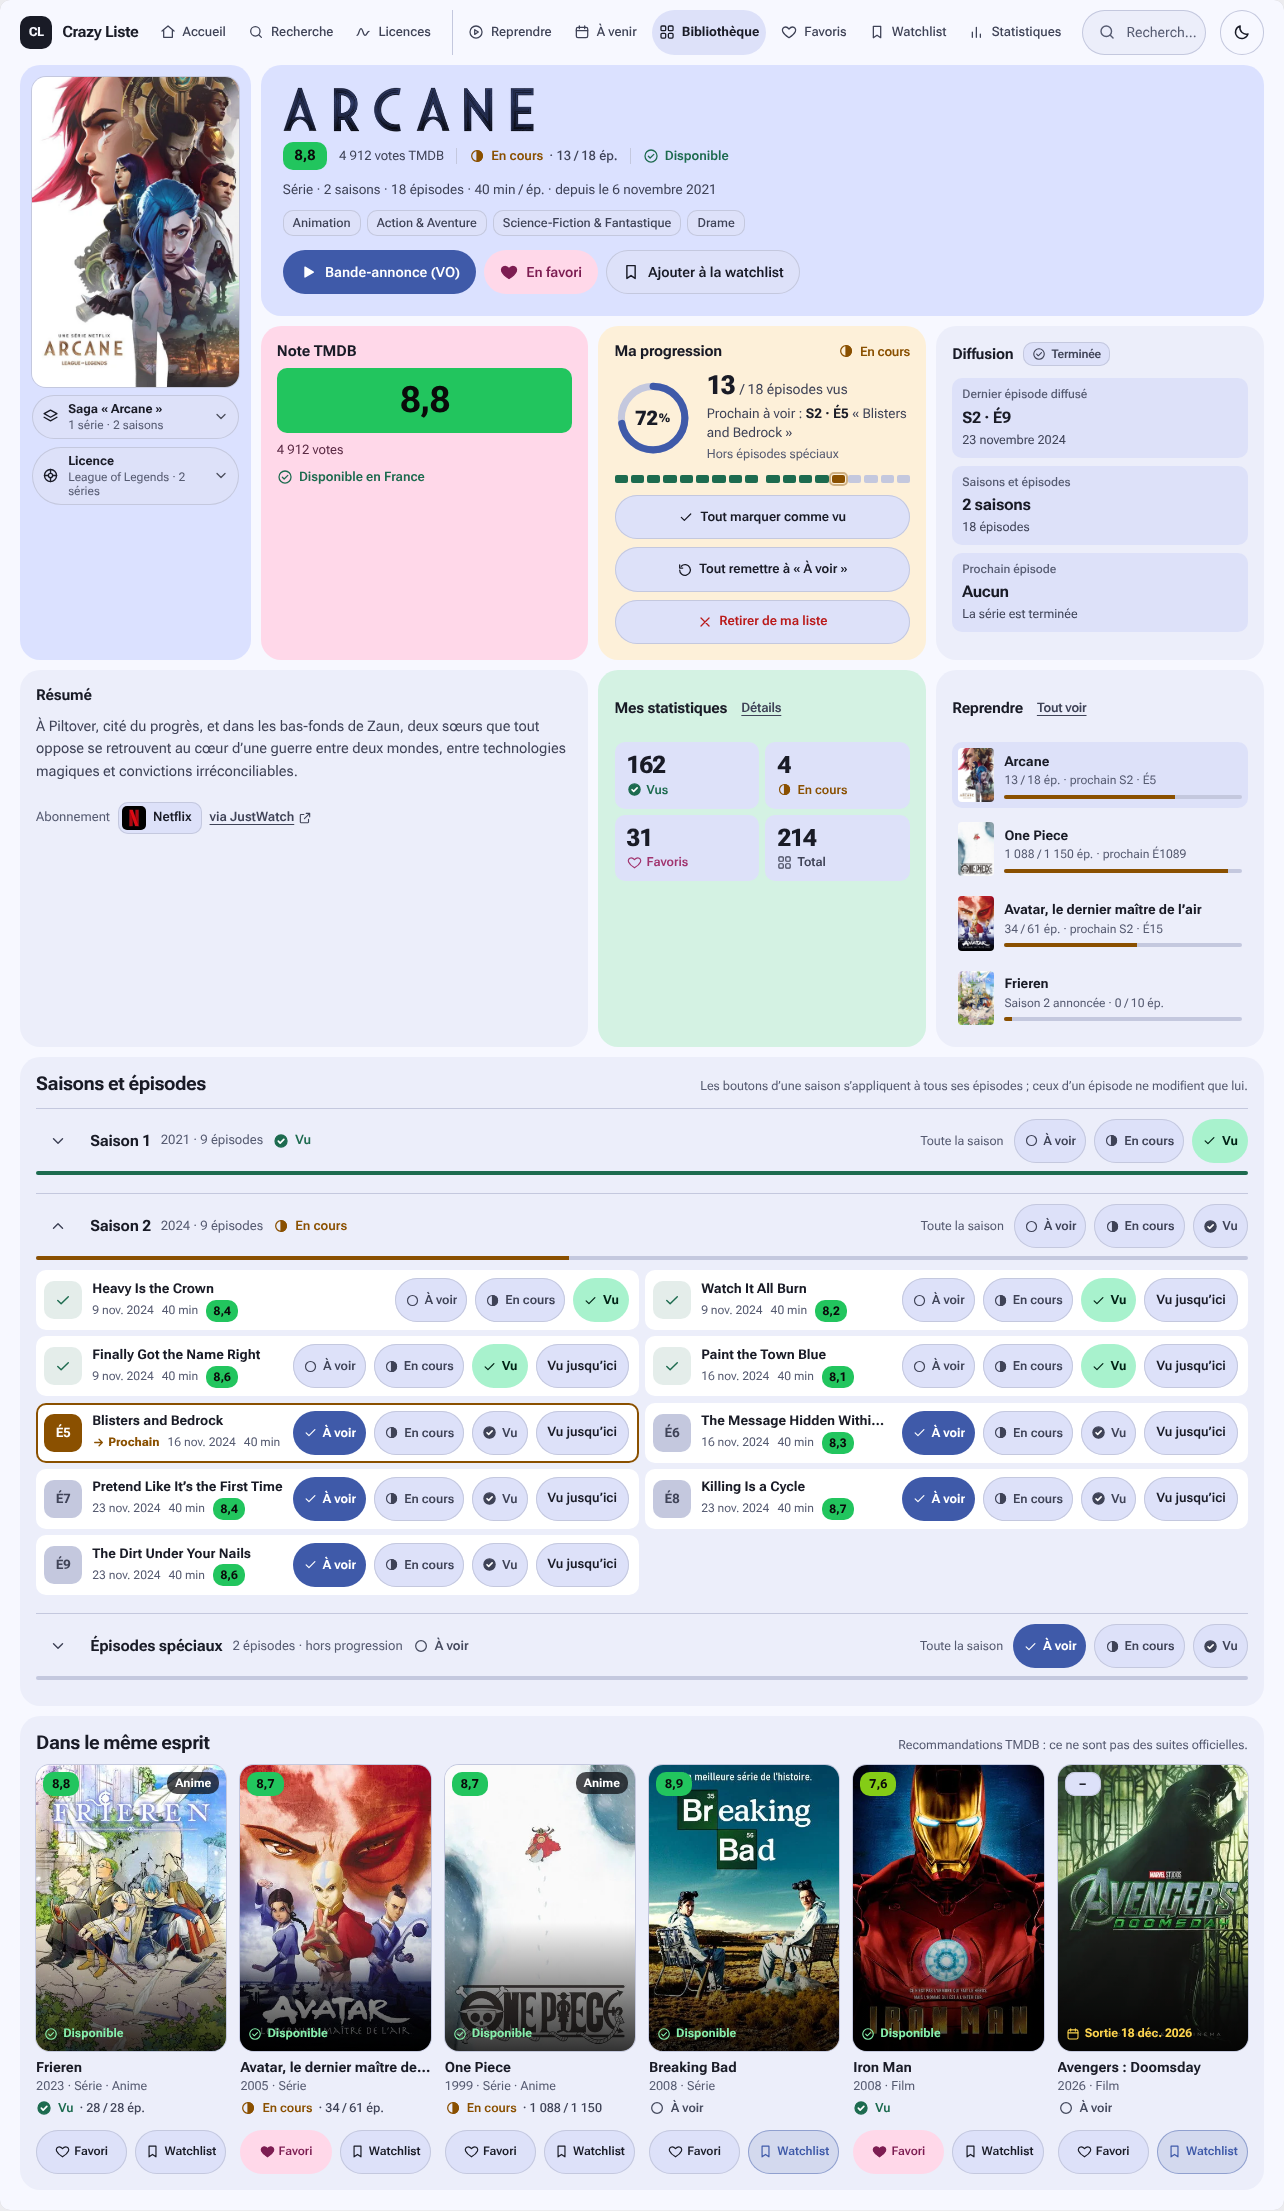 CL Crazy Liste Accueil Recherche Licences Reprendre À venir Bibliothèque Favoris Watchlist Statistiques Recherch...
UNE SÉRIE NETFLIX
ARCANE
LEAGUE OF LEGENDS
Saga « Arcane »
1 série · 2 saisons
Licence
League of Legends · 2
séries
ARCANE
8,8 4 912 votes TMDB En cours · 13 / 18 ép. Disponible
Série · 2 saisons · 18 épisodes · 40 min / ép. · depuis le 6 novembre 2021
Animation Action & Aventure Science-Fiction & Fantastique Drame
Bande-annonce (VO) En favori Ajouter à la watchlist
Note TMDB
8,8
4 912 votes
Disponible en France
Ma progression En cours
72%
13 / 18 épisodes vus
Prochain à voir : S2 · É5 « Blisters
and Bedrock »
Hors épisodes spéciaux
Tout marquer comme vu
Tout remettre à « À voir »
Retirer de ma liste
Diffusion Terminée
Dernier épisode diffusé
S2 · É9
23 novembre 2024
Saisons et épisodes
2 saisons
18 épisodes
Prochain épisode
Aucun
La série est terminée
Résumé
À Piltover, cité du progrès, et dans les bas-fonds de Zaun, deux sœurs que tout
oppose se retrouvent au cœur d’une guerre entre deux mondes, entre technologies
magiques et convictions irréconciliables.
Abonnement N Netflix via JustWatch
Mes statistiques Détails
162
Vus
4
En cours
31
Favoris
214
Total
Reprendre Tout voir
Arcane
13 / 18 ép. · prochain S2 · É5
One Piece
1 088 / 1 150 ép. · prochain É1089
Avatar, le dernier maître de l’air
34 / 61 ép. · prochain S2 · É15
Frieren
Saison 2 annoncée · 0 / 10 ép.
Saisons et épisodes
Les boutons d’une saison s’appliquent à tous ses épisodes ; ceux d’un épisode ne modifient que lui.
Saison 1 2021 · 9 épisodes Vu Toute la saison À voir En cours Vu
Saison 2 2024 · 9 épisodes En cours Toute la saison À voir En cours Vu
Heavy Is the Crown
9 nov. 2024 40 min 8,4
À voir En cours Vu
Watch It All Burn
9 nov. 2024 40 min 8,2
À voir En cours Vu Vu jusqu’ici
Finally Got the Name Right
9 nov. 2024 40 min 8,6
À voir En cours Vu Vu jusqu’ici
Paint the Town Blue
16 nov. 2024 40 min 8,1
À voir En cours Vu Vu jusqu’ici
É5 Blisters and Bedrock
→ Prochain 16 nov. 2024 40 min
À voir En cours Vu Vu jusqu’ici
É6 The Message Hidden Withi...
16 nov. 2024 40 min 8,3
À voir En cours Vu Vu jusqu’ici
É7 Pretend Like It’s the First Time
23 nov. 2024 40 min 8,4
À voir En cours Vu Vu jusqu’ici
É8 Killing Is a Cycle
23 nov. 2024 40 min 8,7
À voir En cours Vu Vu jusqu’ici
É9 The Dirt Under Your Nails
23 nov. 2024 40 min 8,6
À voir En cours Vu Vu jusqu’ici
Épisodes spéciaux 2 épisodes · hors progression À voir Toute la saison À voir En cours Vu
Dans le même esprit
Recommandations TMDB : ce ne sont pas des suites officielles.
8,8 Anime
FRIEREN
Disponible
Frieren
2023 · Série · Anime
Vu · 28 / 28 ép.
Favori Watchlist
8,7
AVATAR
MAÎTRE DE L'AIR
Disponible
Avatar, le dernier maître de...
2005 · Série
En cours · 34 / 61 ép.
Favori Watchlist
8,7 Anime
ONE PIECE
Disponible
One Piece
1999 · Série · Anime
En cours · 1 088 / 1 150
Favori Watchlist
8,9 meilleure série de l'histoire.
35
Breaking
56
Bad
Disponible
Breaking Bad
2008 · Série
À voir
Favori Watchlist
7,6
IRON MAN
Disponible
Iron Man
2008 · Film
Vu
Favori Watchlist
–
MARVEL STUDIOS
AVENGERS
DOOMSDAY
Sortie 18 déc. 2026
Avengers : Doomsday
2026 · Film
À voir
Favori Watchlist